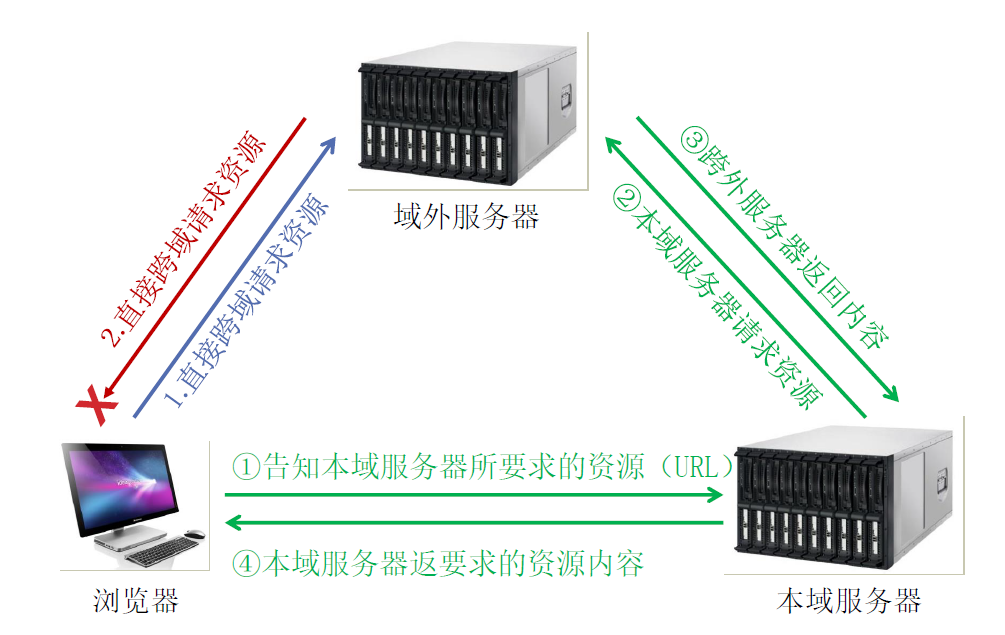 域外服务器
2.直接跨域请求资源
1.直接跨域请求资源
③跨外服务器返回内容
②本域服务器请求资源
①告知本域服务器所要求的资源（URL）
④本域服务器返要求的资源内容
浏览器
本域服务器